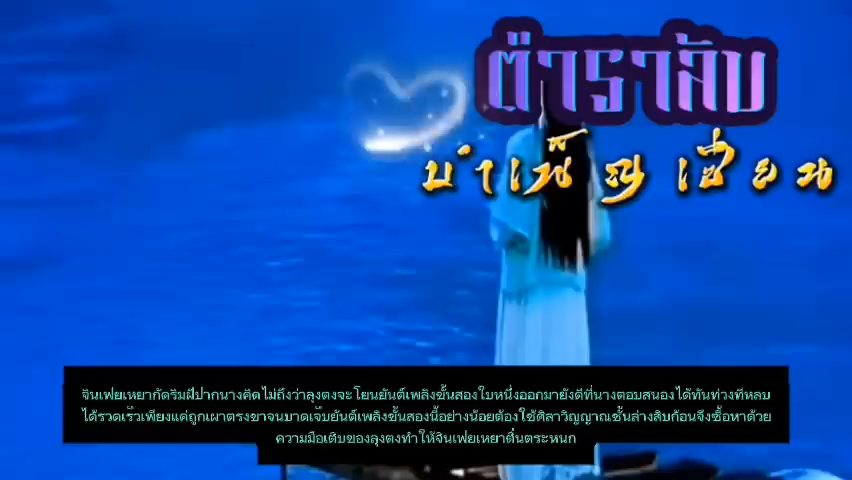 ตำราลับ
บำเพ็ญเซียน
จินเฟยเหยากัดริมฝีปากนางคิดไม่ถึงว่าลุงตงจะโยนยันต์เพลิงขั้นสองใบหนึ่งออกมายังดีที่นางตอบสนองได้ทันท่วงทีหลบ
ได้รวดเร็วเพียงแค่ถูกเผาตรงขาจนบาดเจ็บยันต์เพลิงขั้นสองนี้อย่างน้อยต้องใช้ศิลาวิญญาณชั้นล่างสิบก้อนจึงซื้อหาด้วย
ความมือเติบของลุงตงทำให้จินเฟยเหยาตื่นตระหนก